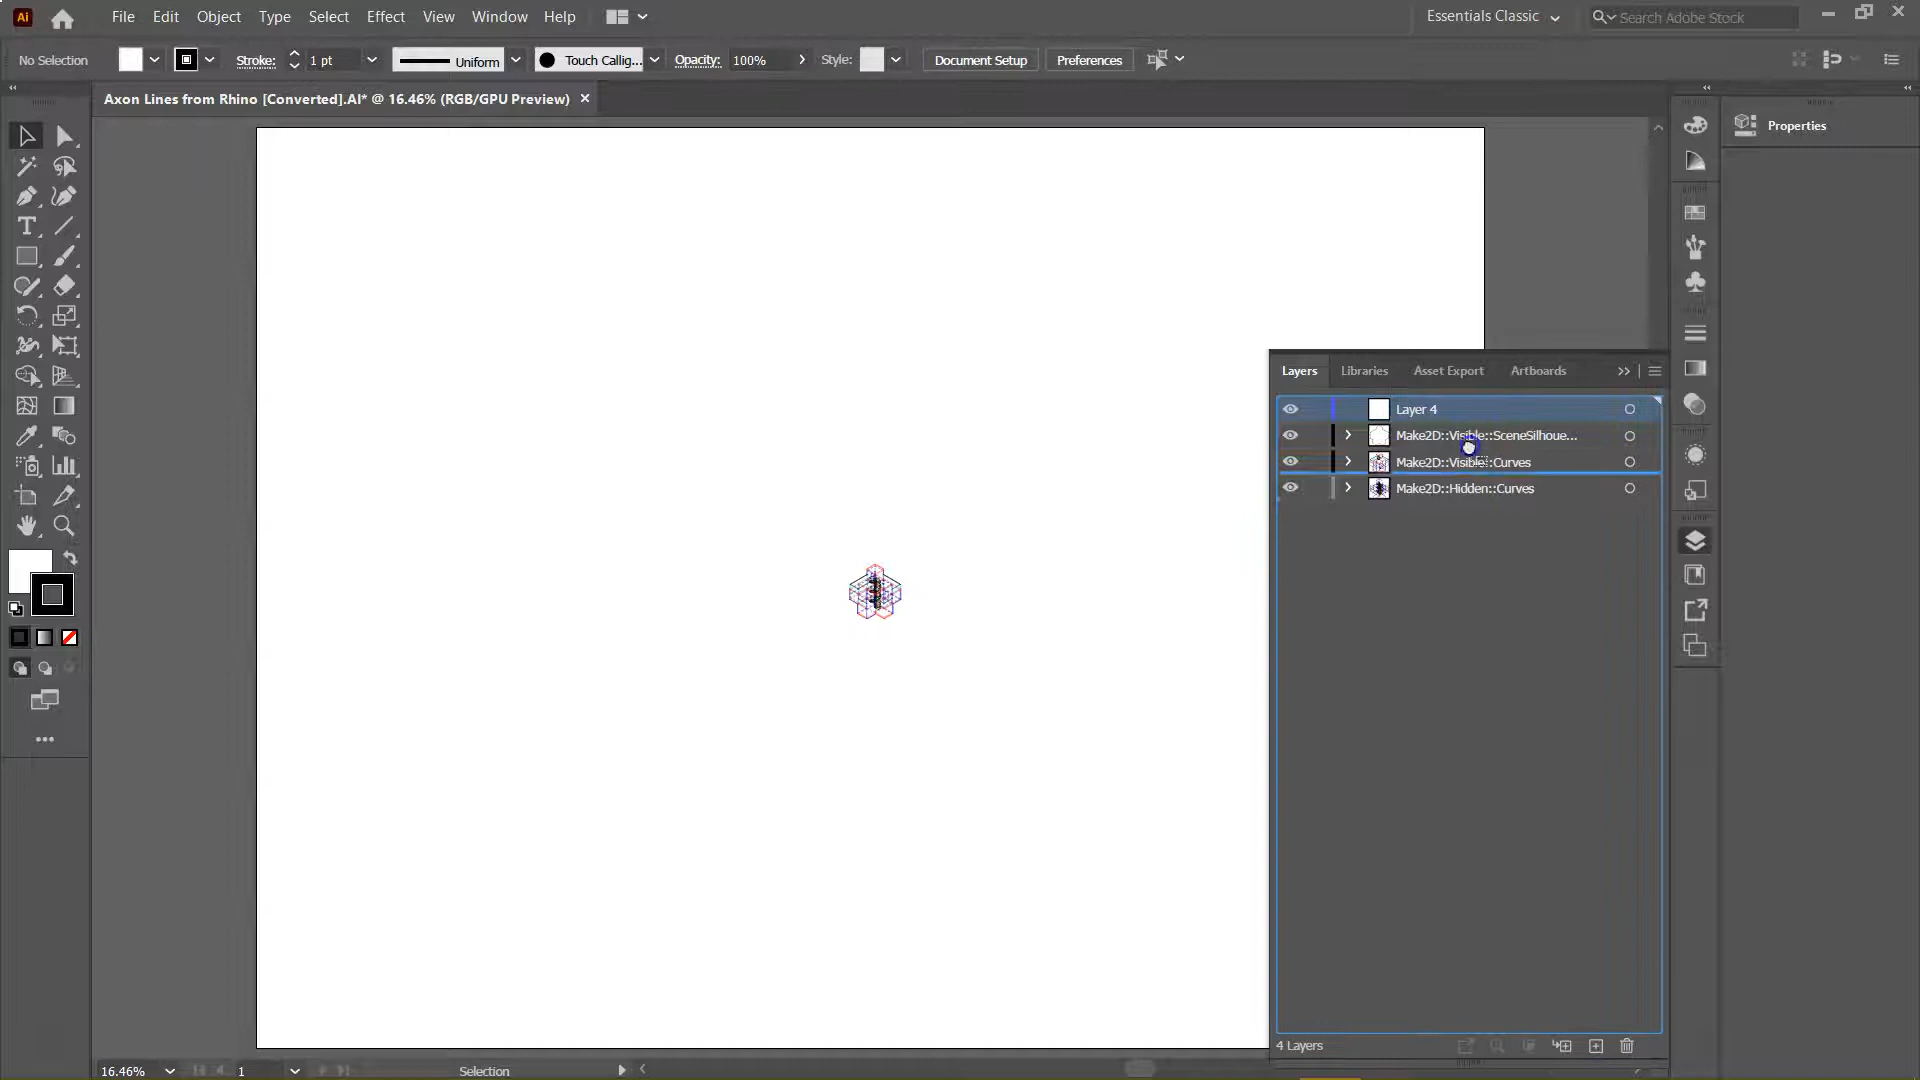 Ai File Edit Object Type Select Effect View Window Help Essentials Classic Search Adobe Stock
No Selection Stroke: 1 pt Uniform Touch Callig... Opacity: 100% Style: Document Setup Preferences
Axon Lines from Rhino [Converted].AI* @ 16.46% (RGB/GPU Preview) ×
Properties
Layers Libraries Asset Export Artboards
Layer 4
Make2D::Visible::SceneSilhoue...
Make2D::Visible::Curves
Make2D::Hidden::Curves
4 Layers
16.46% 1 Selection